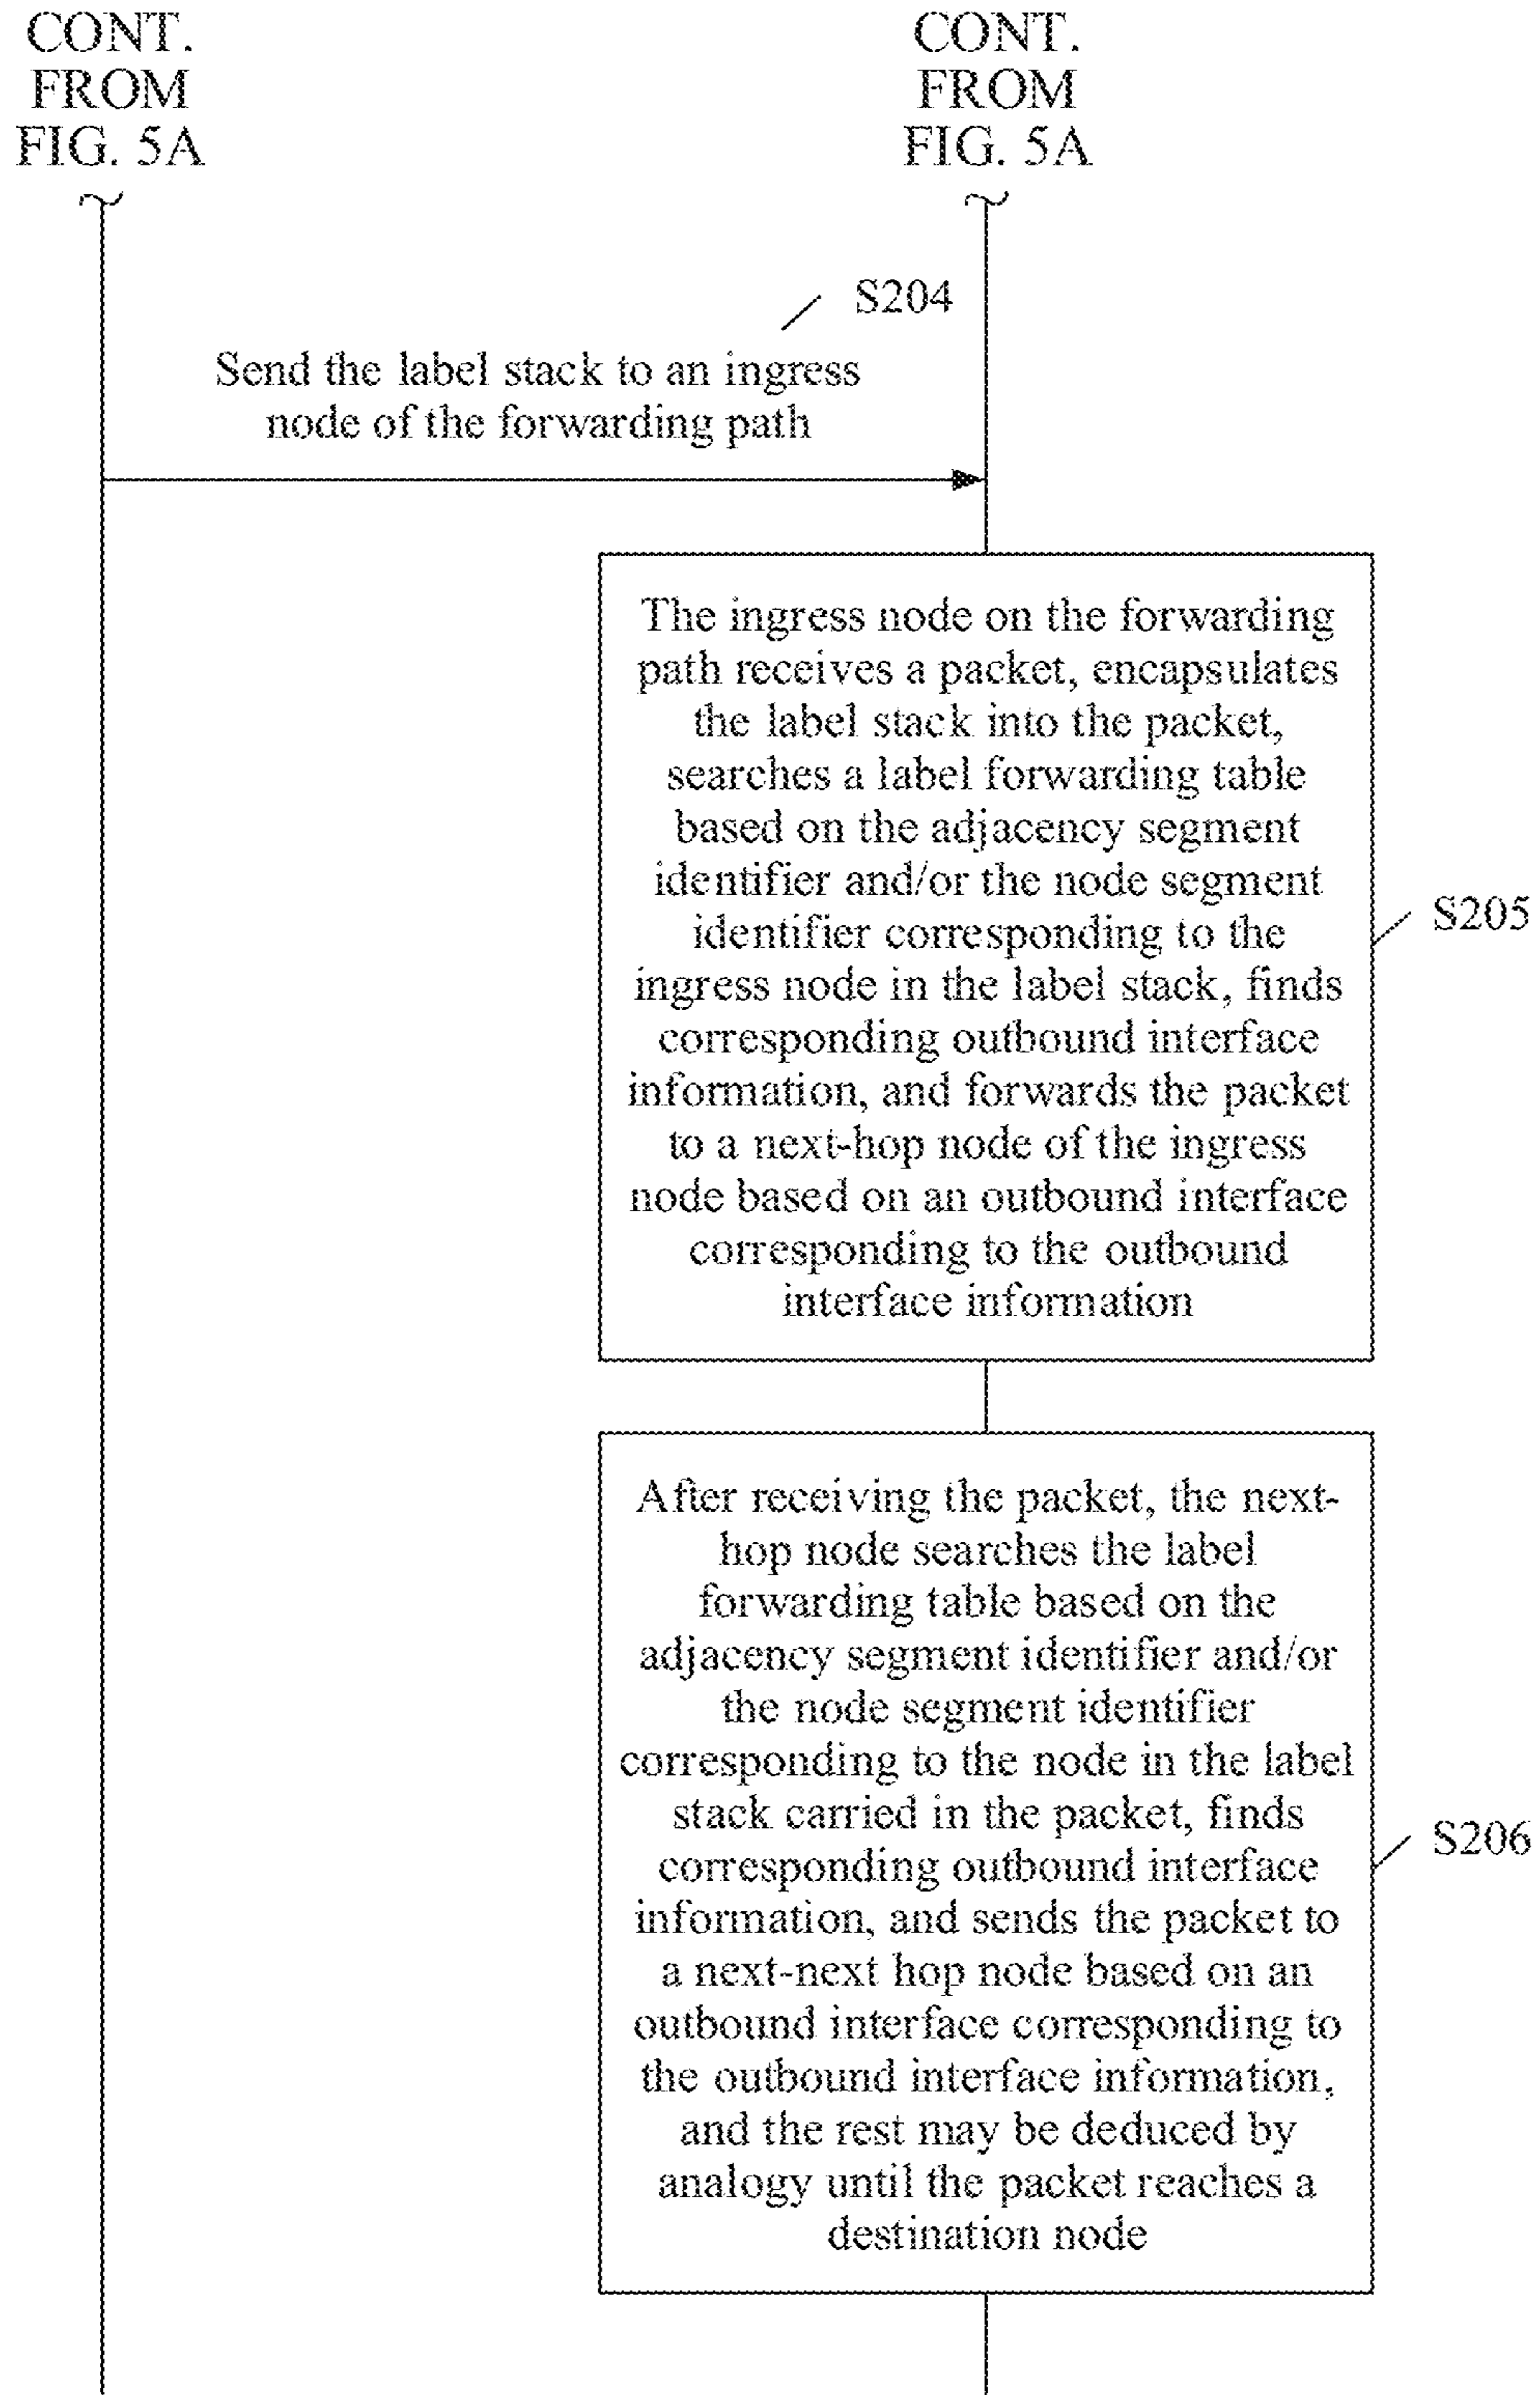 CONT.
FROM
FIG. 5A
CONT.
FROM
FIG. 5A
S204
Send the label stack to an ingress
node of the forwarding path
The ingress node on the forwarding
path receives a packet, encapsulates
the label stack into the packet,
searches a label forwarding table
based on the adjacency segment
identifier and/or the node segment
identifier corresponding to the
ingress node in the label stack, finds
corresponding outbound interface
information, and forwards the packet
to a next-hop node of the ingress
node based on an outbound interface
corresponding to the outbound
interface information
S205
After receiving the packet, the next-
hop node searches the label
forwarding table based on the
adjacency segment identifier and/or
the node segment identifier
corresponding to the node in the label
stack carried in the packet, finds
corresponding outbound interface
information, and sends the packet to
a next-next hop node based on an
outbound interface corresponding to
the outbound interface information,
and the rest may be deduced by
analogy until the packet reaches a
destination node
S206